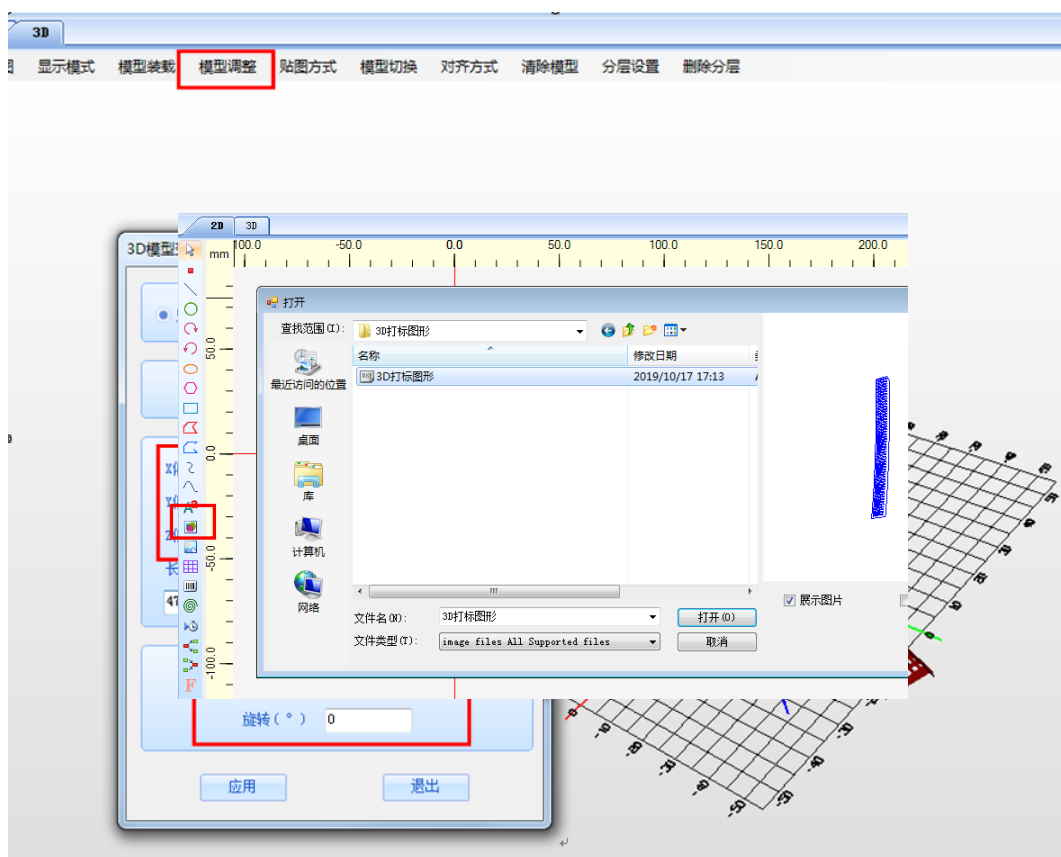 3D
显示模式 模型装载 模型调整 贴图方式 模型切换 对齐方式 清除模型 分层设置 删除分层
2D 3D
3D模型
mm 100.0 -50.0 0.0 50.0 100.0 150.0 200.0
打开
查找范围(I): 3D打标图形
名称 修改日期
3D打标图形 2019/10/17 17:13
最近访问的位置
桌面
库
计算机
网络
50.0
0.0
-50.0
-100.0
长
47
文件名(N): 3D打标图形 打开(O)
文件类型(T): image files All Supported files 取消
展示图片
旋转(°) 0
应用 退出